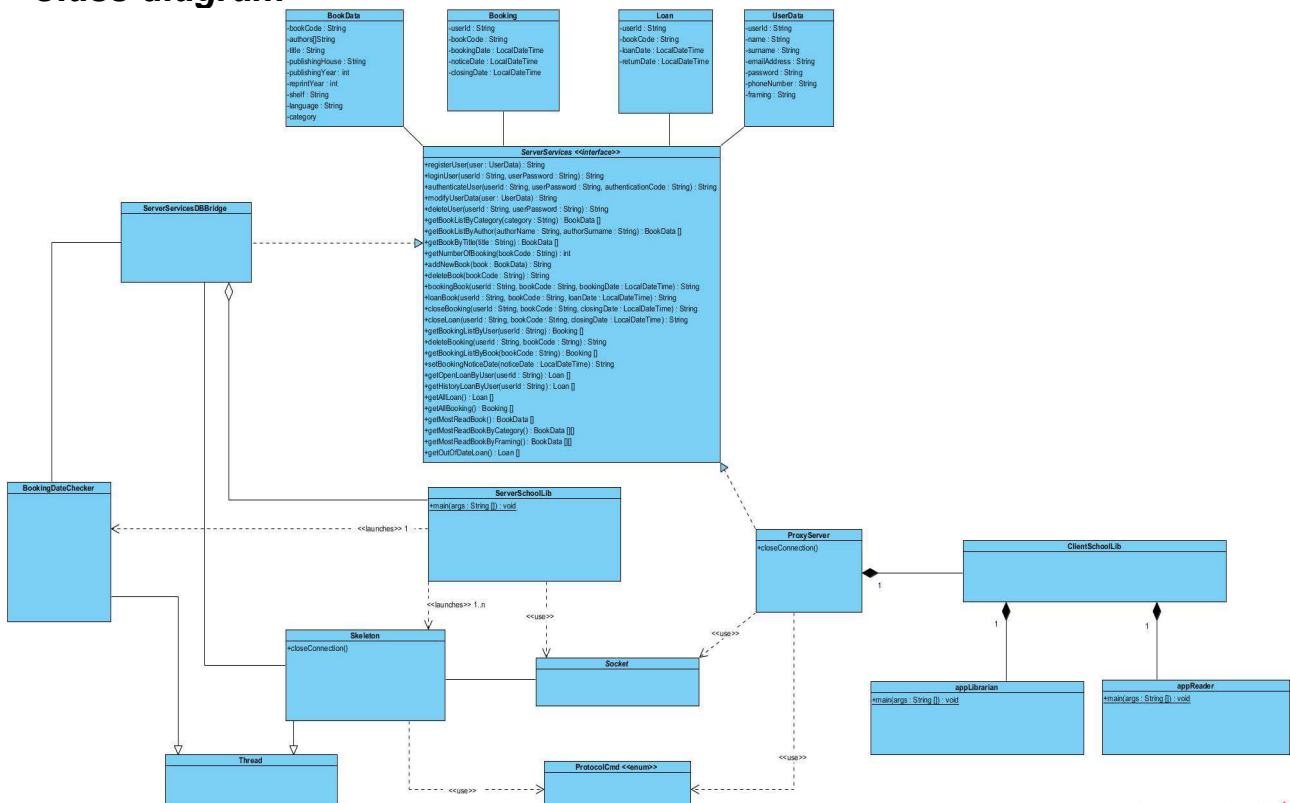 Class diagram
BookData
-bookCode : String
-authors[]String
-title : String
-publishingHouse : String
-publishingYear : int
-reprintYear : int
-shelf : String
-language : String
-category
Booking
-userId : String
-bookCode : String
-bookingDate : LocalDateTime
-noticeDate : LocalDateTime
-closingDate : LocalDateTime
Loan
-userId : String
-bookCode : String
-loanDate : LocalDateTime
-returnDate : LocalDateTime
UserData
-userId : String
-name : String
-surname : String
-emailAddress : String
-password : String
-phoneNumber : String
-framing : String
ServerServices <<interface>>
+registerUser(user : UserData) : String
+loginUser(userId : String, userPassword : String) : String
+authenticateUser(userId : String, userPassword : String, authenticationCode : String) : String
+modifyUserData(user : UserData) : String
+deleteUser(userId : String, userPassword : String) : String
+getBookListByCategory(category : String) : BookData []
+getBookListByAuthor(authorName : String, authorSurname : String) : BookData []
+getBookByTitle(title : String) : BookData []
+getNumberOfBooking(bookCode : String) : int
+addNewBook(book : BookData) : String
+deleteBook(bookCode : String) : String
+bookingBook(userId : String, bookCode : String, bookingDate : LocalDateTime) : String
+loanBook(userId : String, bookCode : String, loanDate : LocalDateTime) : String
+closeBooking(userId : String, bookCode : String, closingDate : LocalDateTime) : String
+closeLoan(userId : String, bookCode : String, closingDate : LocalDateTime) : String
+getBookingListByUser(userId : String) : Booking []
+deleteBooking(userId : String, bookCode : String) : String
+getBookingListByBook(bookCode : String) : Booking []
+setBookingNoticeDate(noticeDate : LocalDateTime) : String
+getOpenLoanByUser(userId : String) : Loan []
+getHistoryLoanByUser(userId : String) : Loan []
+getAllLoan() : Loan []
+getAllBooking() : Booking []
+getMostReadBook() : BookData []
+getMostReadBookByCategory() : BookData [][]
+getMostReadBookByFraming() : BookData [][]
+getOutOfDateLoan() : Loan []
ServerServicesDBBridge
BookingDateChecker
ServerSchoolLib
+main(args : String []) : void
<<launches>> 1
<<launches>> 1..n
<<use>>
ProxyServer
+closeConnection()
1
ClientSchoolLib
1
1
<<use>>
Skeleton
+closeConnection()
Socket
appLibrarian
+main(args : String []) : void
appReader
+main(args : String []) : void
Thread
<<use>>
ProtocolCmd <<enum>>
<<use>>